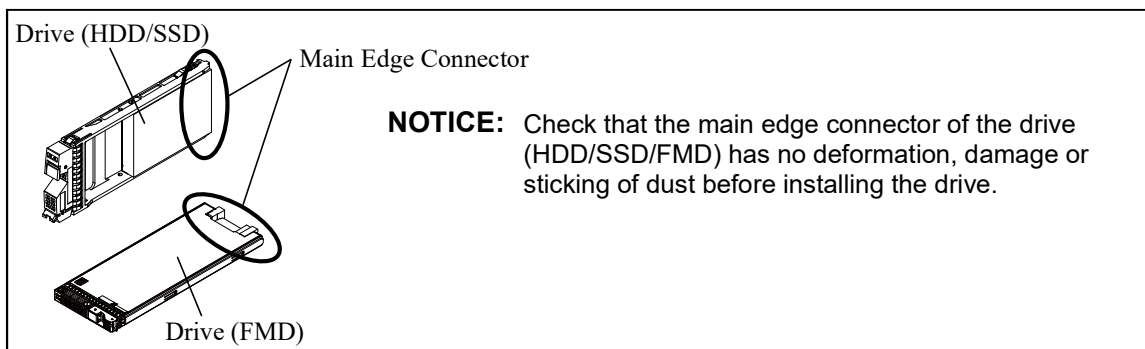 Drive (HDD/SSD)
Main Edge Connector
NOTICE: Check that the main edge connector of the drive
(HDD/SSD/FMD) has no deformation, damage or
sticking of dust before installing the drive.
Drive (FMD)